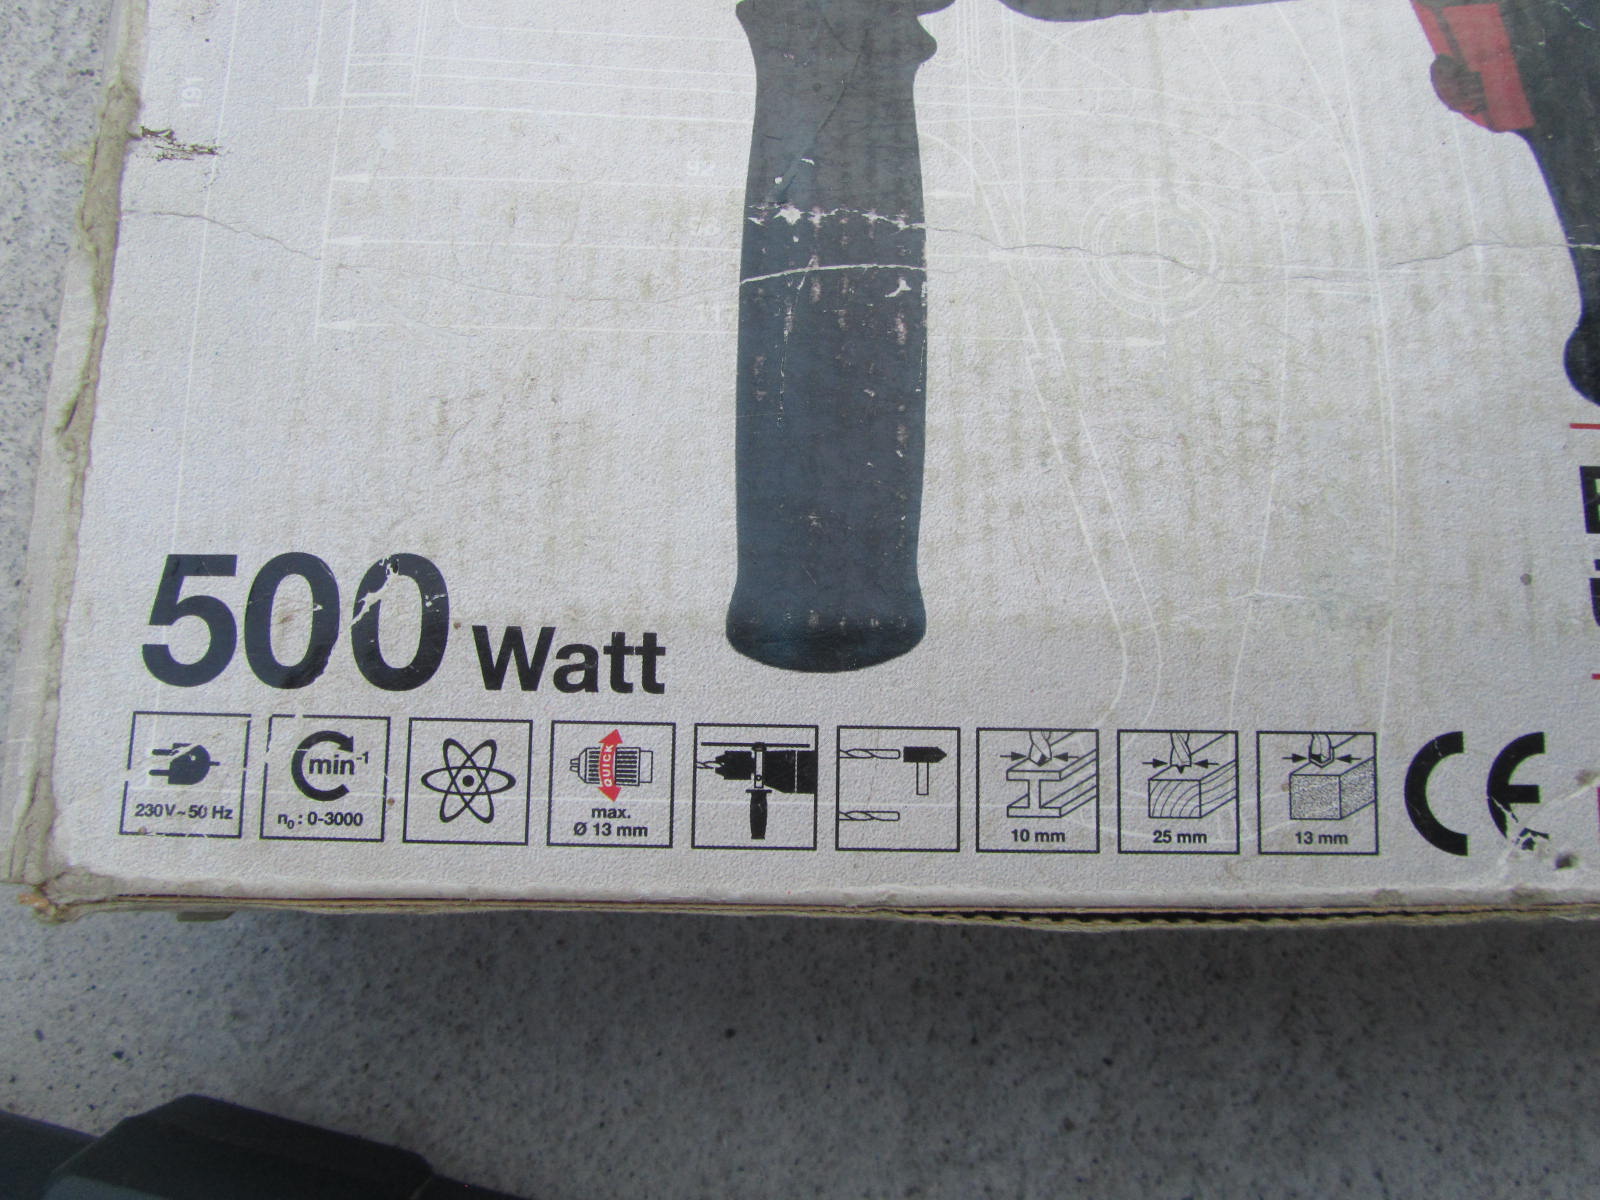 191
500 Watt
230V~50 Hz
min-1
n0: 0-3000
QUICK
max.
Ø 13 mm
10 mm
25 mm
13 mm
CE